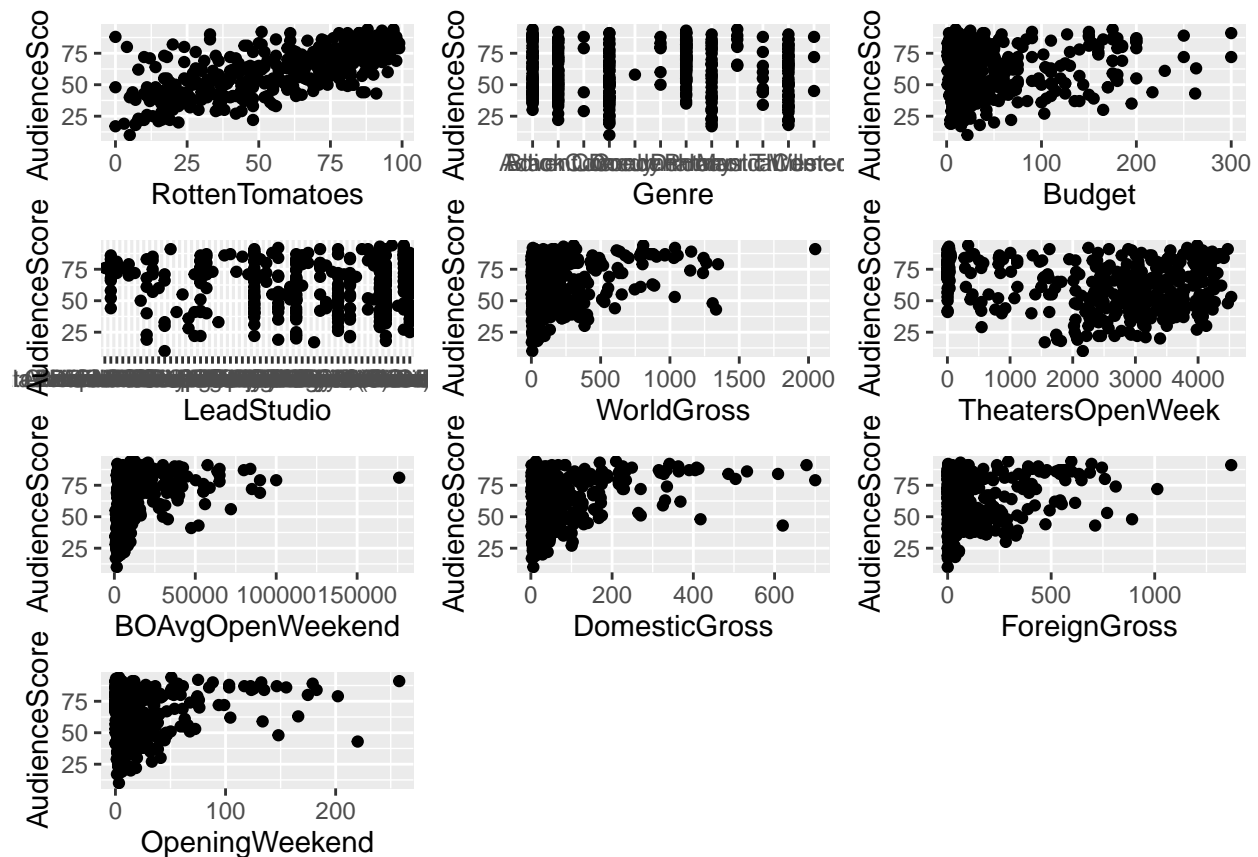 AudienceSco
75
50
25
0 25 50 75 100
RottenTomatoes
AudienceSco
75
50
25
Genre
AudienceSco
75
50
25
0 100 200 300
Budget
AudienceScore
75
50
25
LeadStudio
AudienceScore
75
50
25
0 500 1000 1500 2000
WorldGross
AudienceScore
75
50
25
0 1000 2000 3000 4000
TheatersOpenWeek
AudienceScore
75
50
25
0 50000 100000 150000
BOAvgOpenWeekend
AudienceScore
75
50
25
0 200 400 600
DomesticGross
AudienceScore
75
50
25
0 500 1000
ForeignGross
AudienceScore
75
50
25
0 100 200
OpeningWeekend